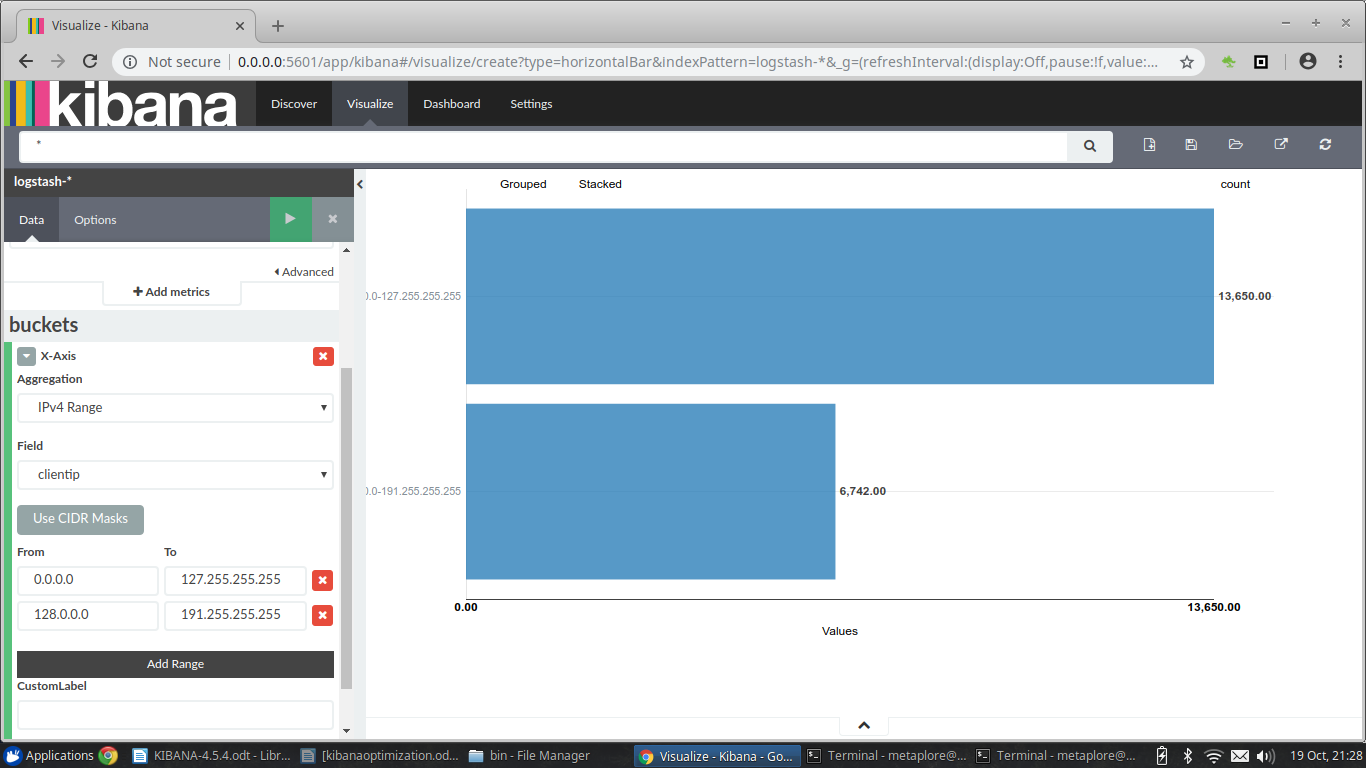 Visualize - Kibana
Not secure | 0.0.0.0:5601/app/kibana#/visualize/create?type=horizontalBar&indexPattern=logstash-*&_g=(refreshInterval:(display:Off,pause:!f,value:...
kibana
Discover Visualize Dashboard Settings
*
logstash-*
Data Options
Grouped Stacked count
Advanced
Add metrics
buckets
X-Axis
Aggregation
IPv4 Range
Field
clientip
Use CIDR Masks
From To
0.0.0.0 127.255.255.255
128.0.0.0 191.255.255.255
Add Range
CustomLabel
0.0-127.255.255.255 13,650.00
0.0-191.255.255.255 6,742.00
0.00 13,650.00
Values
Applications KIBANA-4.5.4.odt - Libr... [kibanaoptimization.od... bin - File Manager Visualize - Kibana - Go... Terminal - metaplore@... Terminal - metaplore@... 19 Oct, 21:28